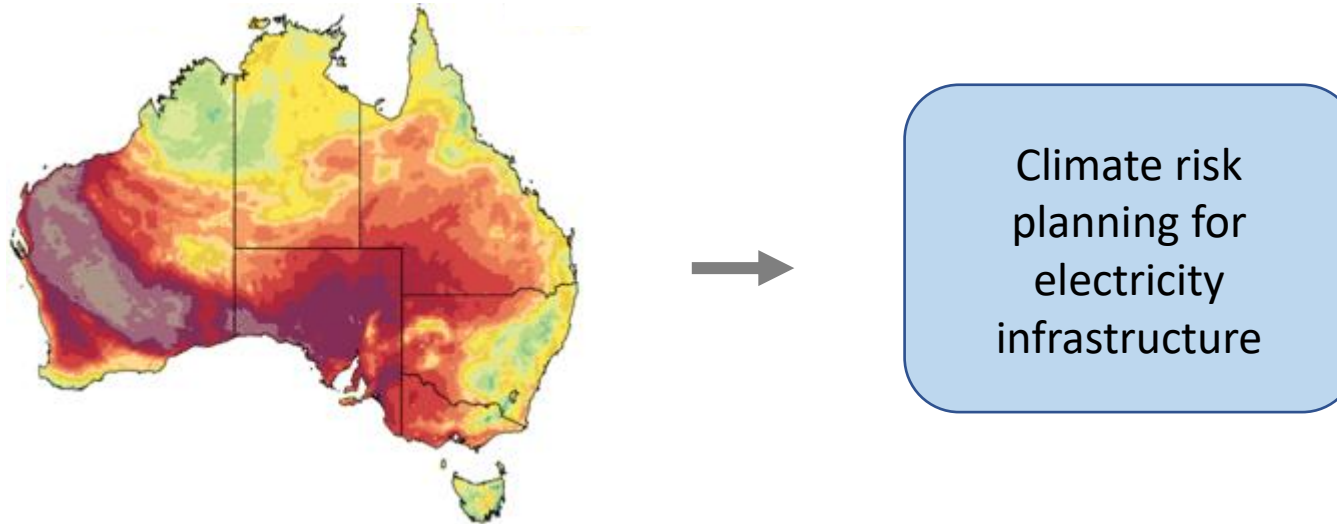 Climate risk
planning for
electricity
infrastructure